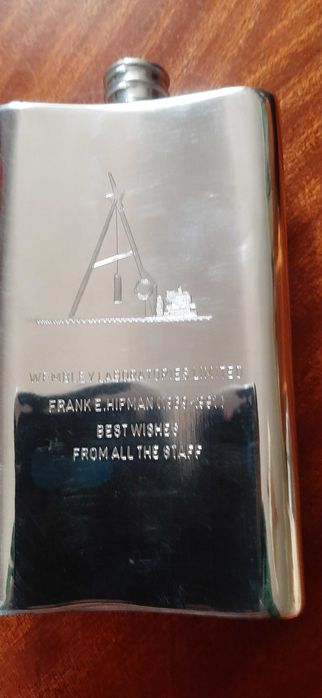 WEMBLEY LABORATORIES LIMITED
FRANK E. HIPMAN
BEST WISHES
FROM ALL THE STAFF